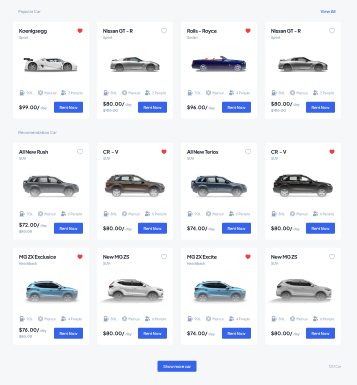 Popular Car
View All
Koenigsegg
Sport
90L
Manual
2 People
$99.00/ day
Rent Now
Nissan GT - R
Sport
80L
Manual
2 People
$80.00/ day
Rent Now
Rolls - Royce
Sedan
70L
Manual
4 People
$96.00/ day
Rent Now
Nissan GT - R
Sport
80L
Manual
2 People
$80.00/ day
Rent Now
Recomendation Car
All New Rush
SUV
70L
Manual
6 People
$72.00/ day
$80.00
Rent Now
CR - V
SUV
80L
Manual
6 People
$80.00/ day
Rent Now
All New Terios
SUV
90L
Manual
6 People
$74.00/ day
Rent Now
CR - V
SUV
80L
Manual
6 People
$80.00/ day
Rent Now
MG ZX Exclusice
Hatchback
70L
Manual
4 People
$76.00/ day
$80.00
Rent Now
New MG ZS
SUV
80L
Manual
6 People
$80.00/ day
Rent Now
MG ZX Excite
Hatchback
90L
Manual
4 People
$74.00/ day
Rent Now
New MG ZS
SUV
80L
Manual
6 People
$80.00/ day
Rent Now
Show more car